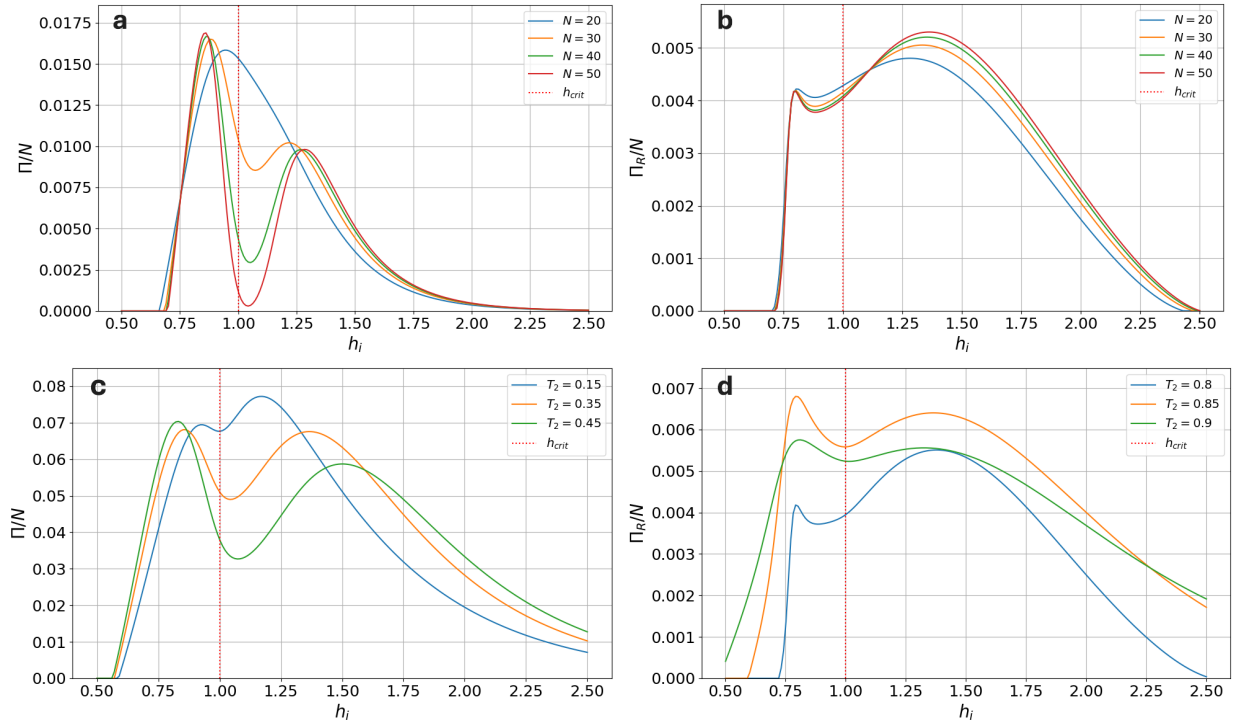 a
0.0175
0.0150
0.0125
0.0100
0.0075
0.0050
0.0025
0.0000
Π/N
0.50 0.75 1.00 1.25 1.50 1.75 2.00 2.25 2.50
h_i
N = 20
N = 30
N = 40
N = 50
h_crit
b
0.005
0.004
0.003
0.002
0.001
0.000
Π_R/N
0.50 0.75 1.00 1.25 1.50 1.75 2.00 2.25 2.50
h_i
N = 20
N = 30
N = 40
N = 50
h_crit
c
0.08
0.07
0.06
0.05
0.04
0.03
0.02
0.01
0.00
Π/N
0.50 0.75 1.00 1.25 1.50 1.75 2.00 2.25 2.50
h_i
T_2 = 0.15
T_2 = 0.35
T_2 = 0.45
h_crit
d
0.007
0.006
0.005
0.004
0.003
0.002
0.001
0.000
Π_R/N
0.50 0.75 1.00 1.25 1.50 1.75 2.00 2.25 2.50
h_i
T_2 = 0.8
T_2 = 0.85
T_2 = 0.9
h_crit